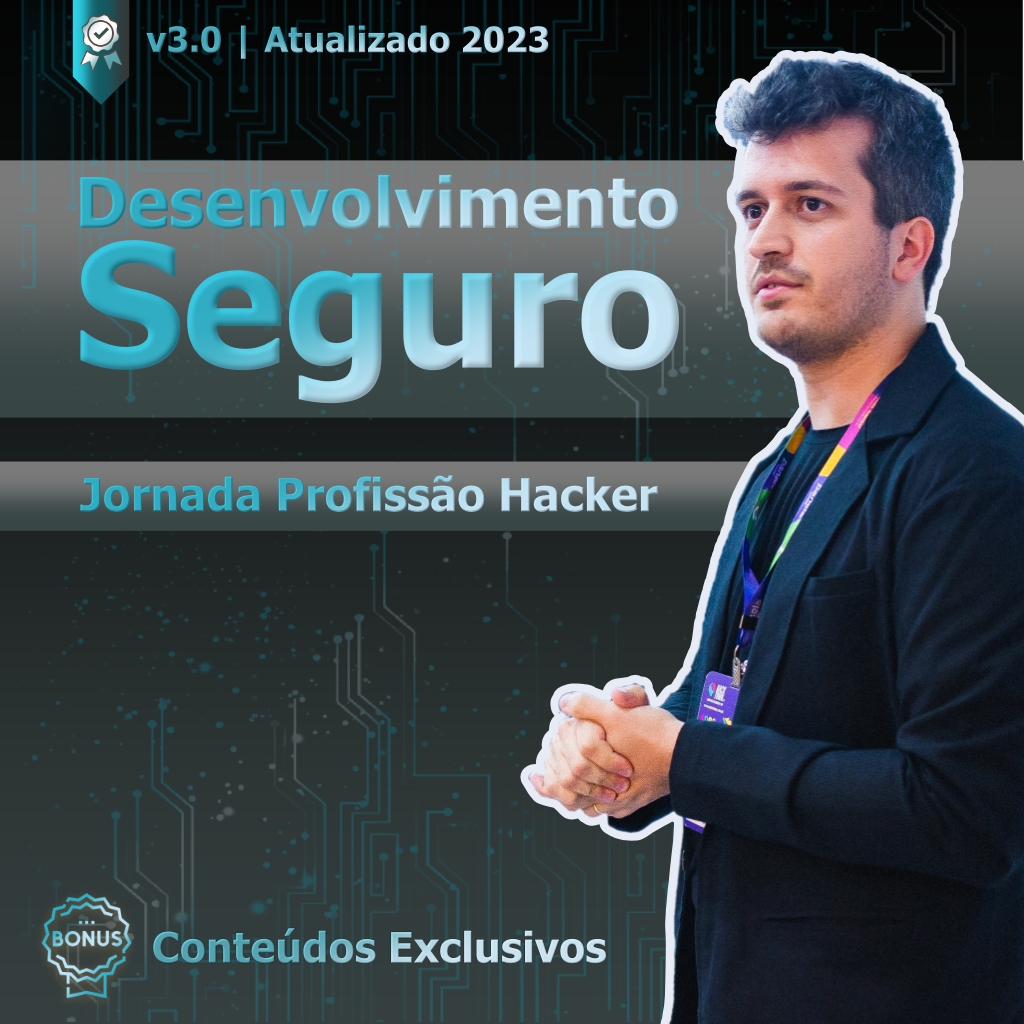 v3.0 | Atualizado 2023
Desenvolvimento
Seguro
Jornada Profissão Hacker
BONUS
Conteúdos Exclusivos